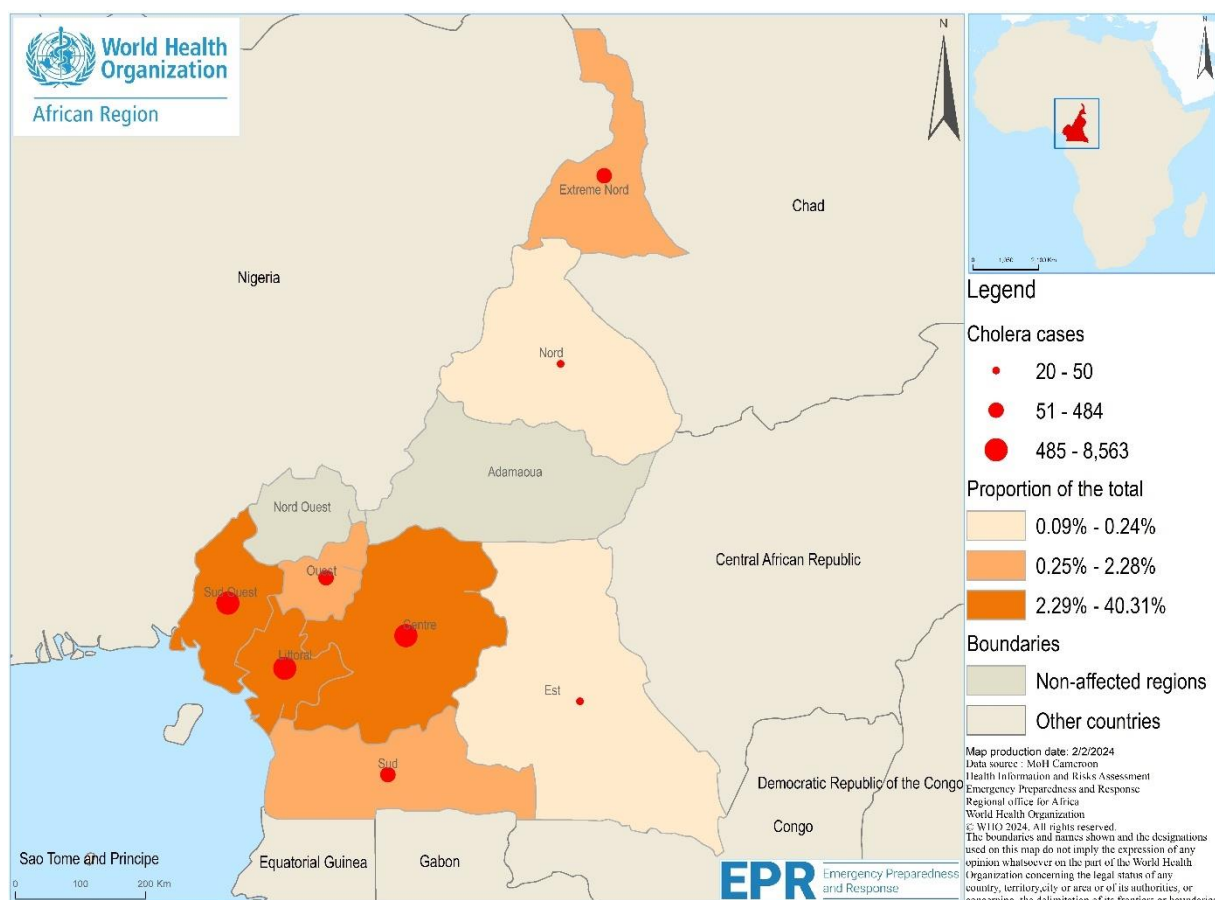 World Health
Organization
African Region
N
Extreme Nord
Chad
Nigeria
Nord
Adamaoua
Nord Ouest
Central African Republic
Ouest
Sud Ouest
Centre
Littoral
Est
Sud
Democratic Republic of the Congo
Congo
Sao Tome and Principe
Equatorial Guinea
Gabon
0 100 200 Km
EPR
Emergency Preparedness
and Response
N
Legend
Cholera cases
20 - 50
51 - 484
485 - 8,563
Proportion of the total
0.09% - 0.24%
0.25% - 2.28%
2.29% - 40.31%
Boundaries
Non-affected regions
Other countries
Map production date: 2/2/2024
Data source : MoH Cameroon
Health Information and Risks Assessment
Emergency Preparedness and Response
Regional office for Africa
World Health Organization
© WHO 2024. All rights reserved.
The boundaries and names shown and the designations
used on this map do not imply the expression of any
opinion whatsoever on the part of the World Health
Organization concerning the legal status of any
country, territory,city or area or of its authorities, or
concerning the delimitation of its frontiers or boundaries